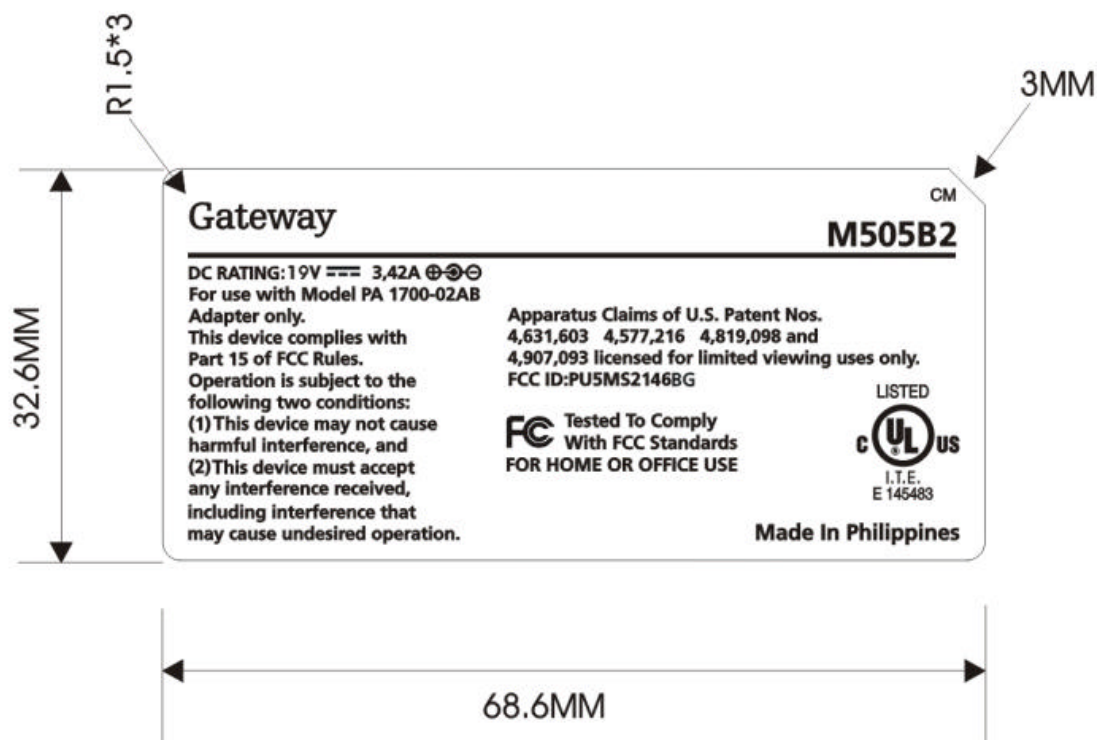 R1.5*3
3MM
32.6MM
CM
Gateway
M505B2
DC RATING:19V 3,42A
For use with Model PA 1700-02AB
Adapter only.
This device complies with
Part 15 of FCC Rules.
Operation is subject to the
following two conditions:
(1)This device may not cause
harmful interference, and
(2)This device must accept
any interference received,
including interference that
may cause undesired operation.
Apparatus Claims of U.S. Patent Nos.
4,631,603 4,577,216 4,819,098 and
4,907,093 licensed for limited viewing uses only.
FCC ID:PU5MS2146BG
FC Tested To Comply
With FCC Standards
FOR HOME OR OFFICE USE
LISTED
C UL ® US
I.T.E.
E 145483
Made In Philippines
68.6MM